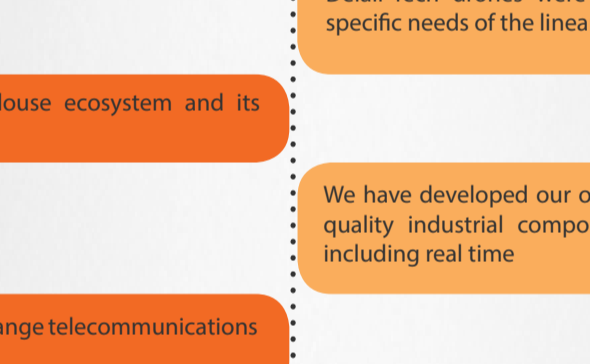 specific needs of the linea
louse ecosystem and its
We have developed our o
quality industrial compo
including real time
ange telecommunications